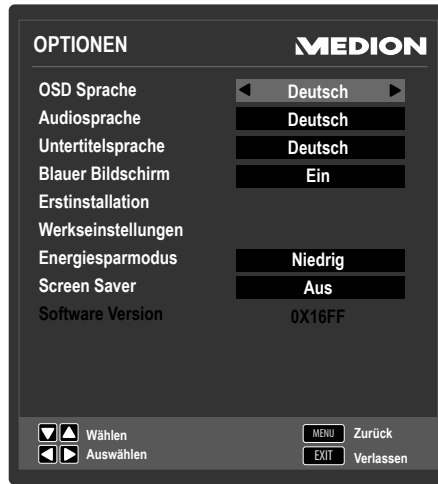 OPTIONEN MEDION
OSD Sprache Deutsch
Audiosprache Deutsch
Untertitelsprache Deutsch
Blauer Bildschirm Ein
Erstinstallation
Werkseinstellungen
Energiesparmodus Niedrig
Screen Saver Aus
Software Version 0X16FF
Wählen MENU Zurück
Auswählen EXIT Verlassen